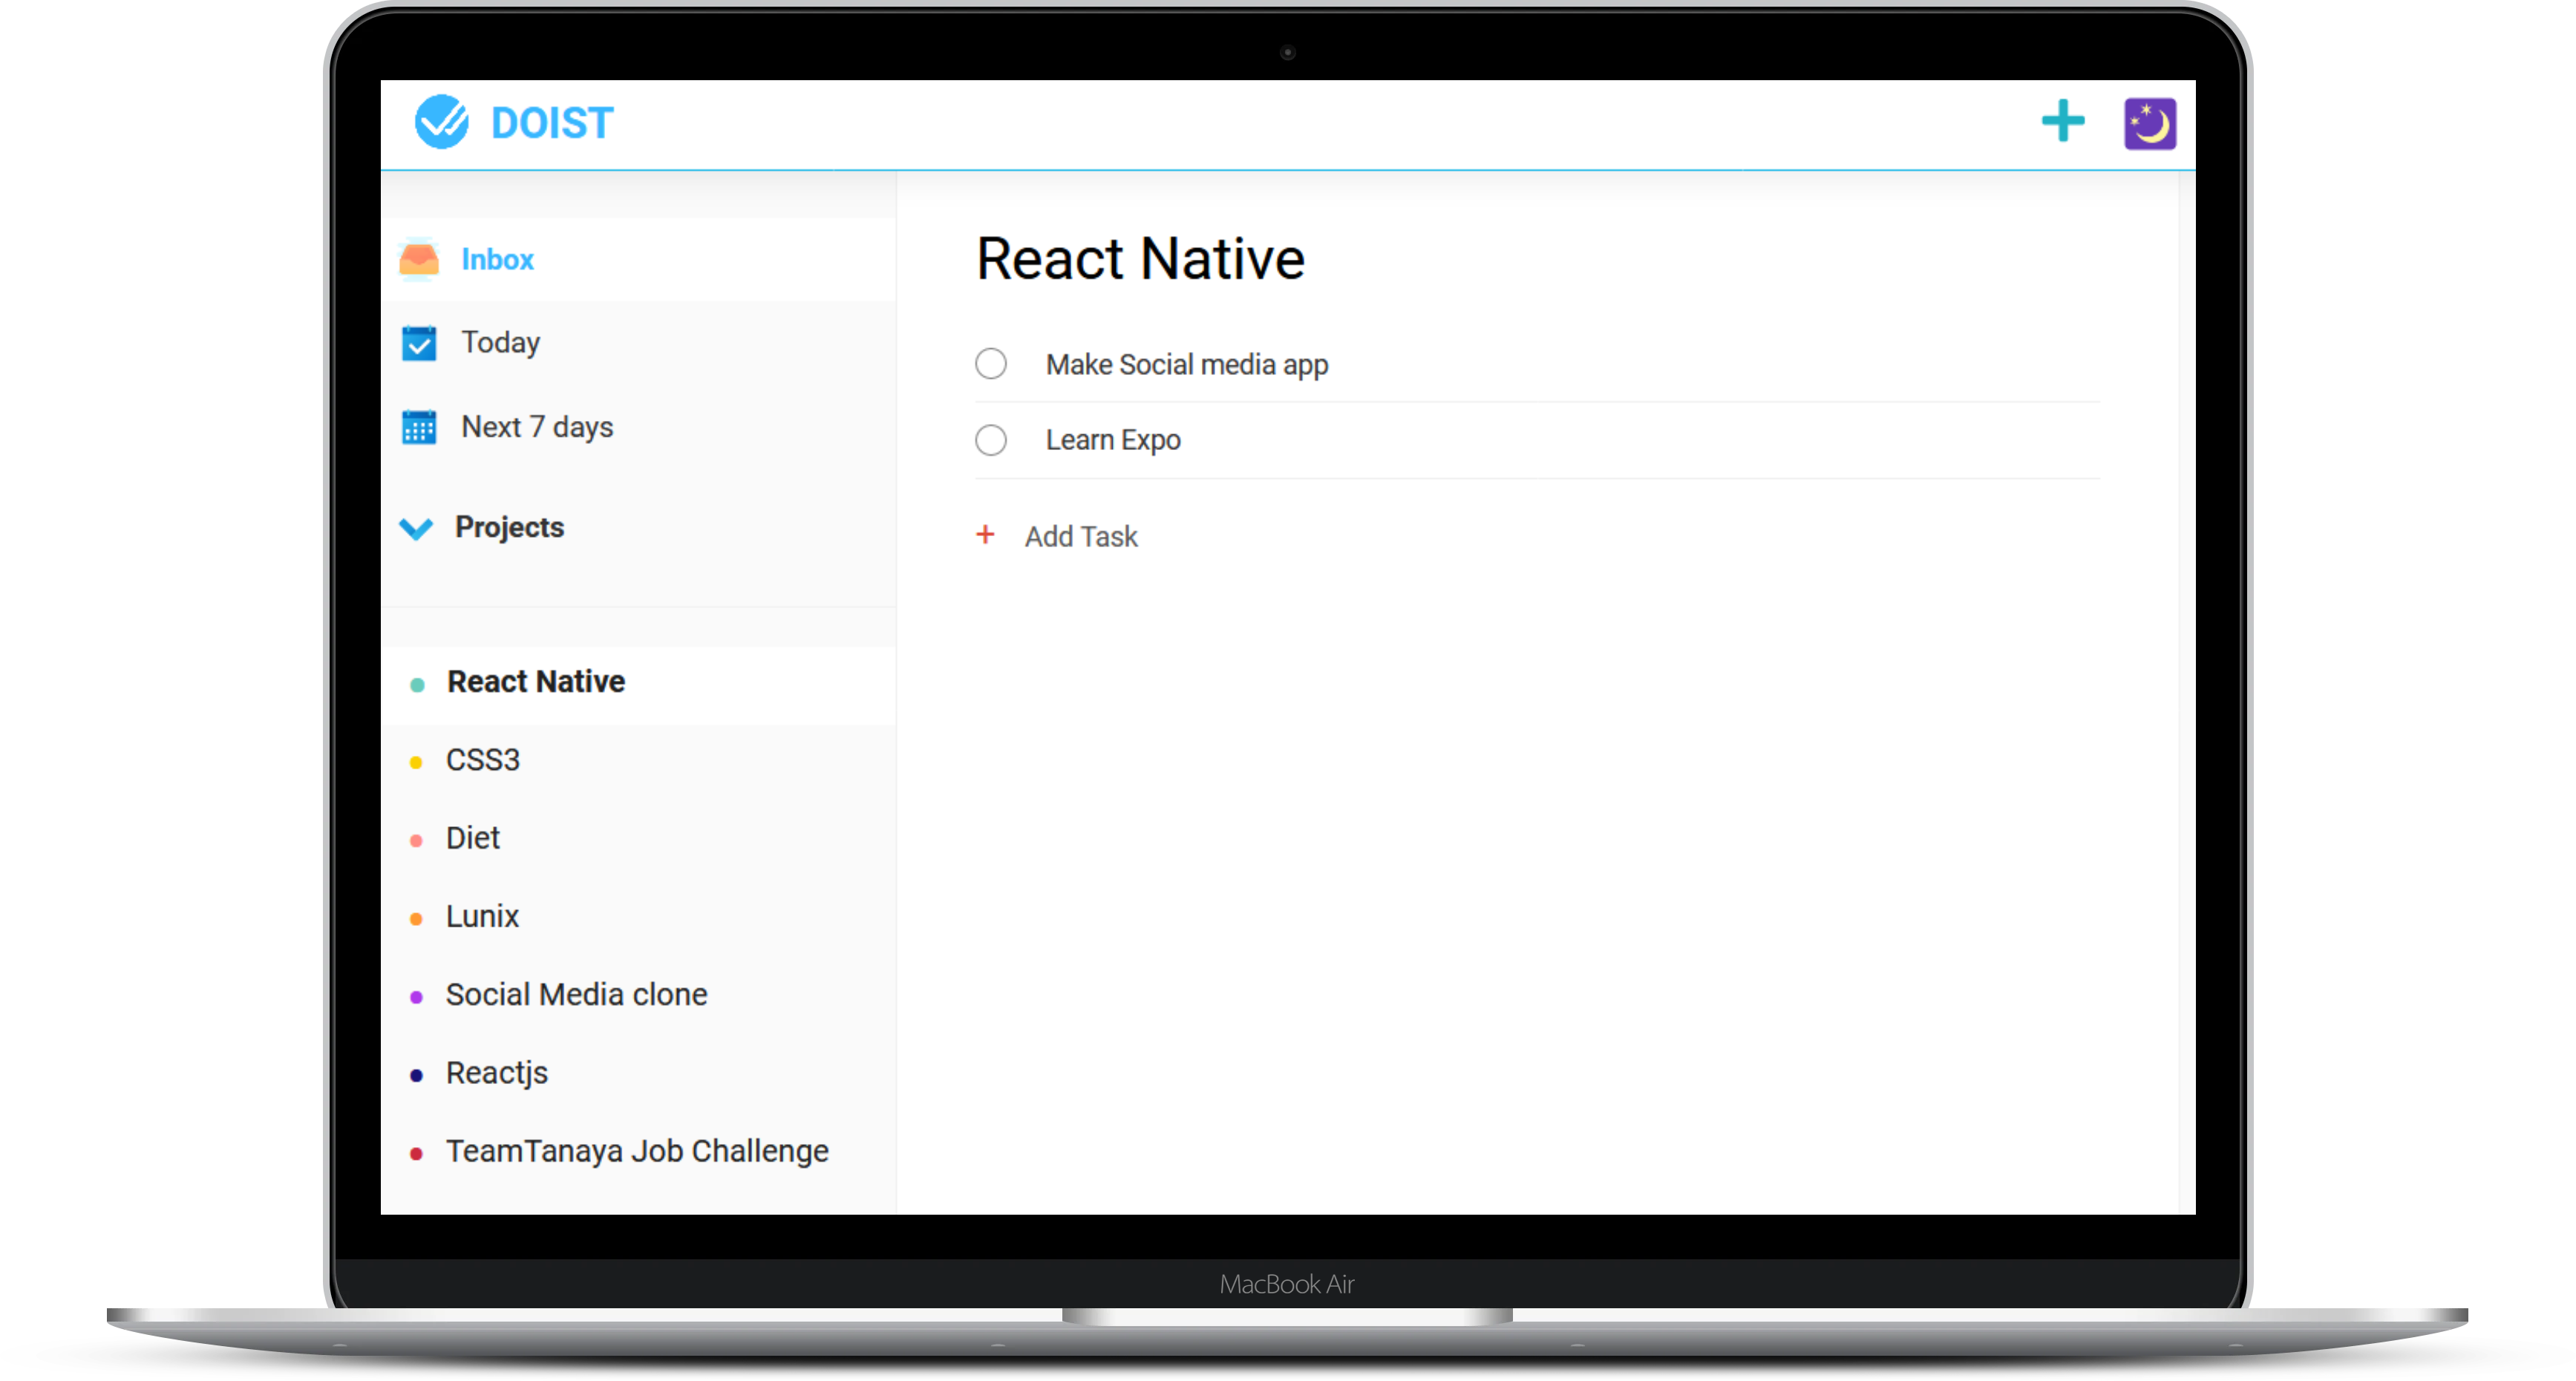 DOIST
Inbox
Today
Next 7 days
Projects
React Native
CSS3
Diet
Lunix
Social Media clone
Reactjs
TeamTanaya Job Challenge
React Native
Make Social media app
Learn Expo
+ Add Task
MacBook Air